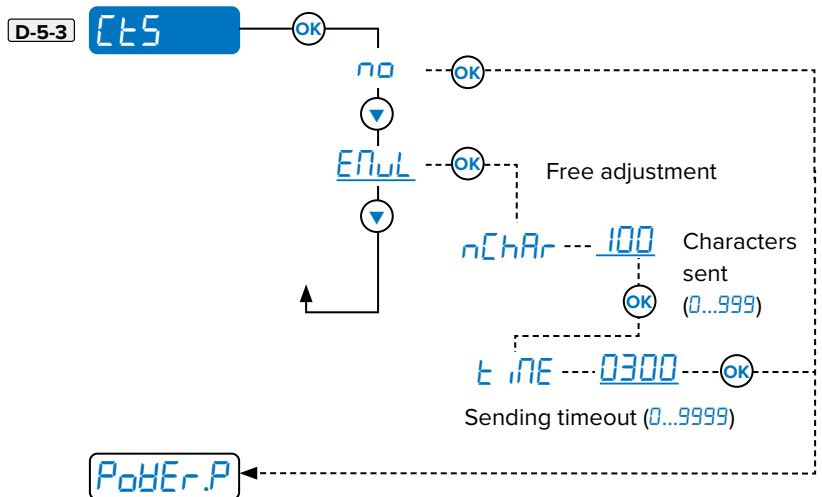 D-5-3 CtS OK
no OK
▼
EMuL OK Free adjustment
▼
nChAr 100 Characters
sent
OK (0...999)
tiME 0300 OK
Sending timeout (0...9999)
PoWEr.P